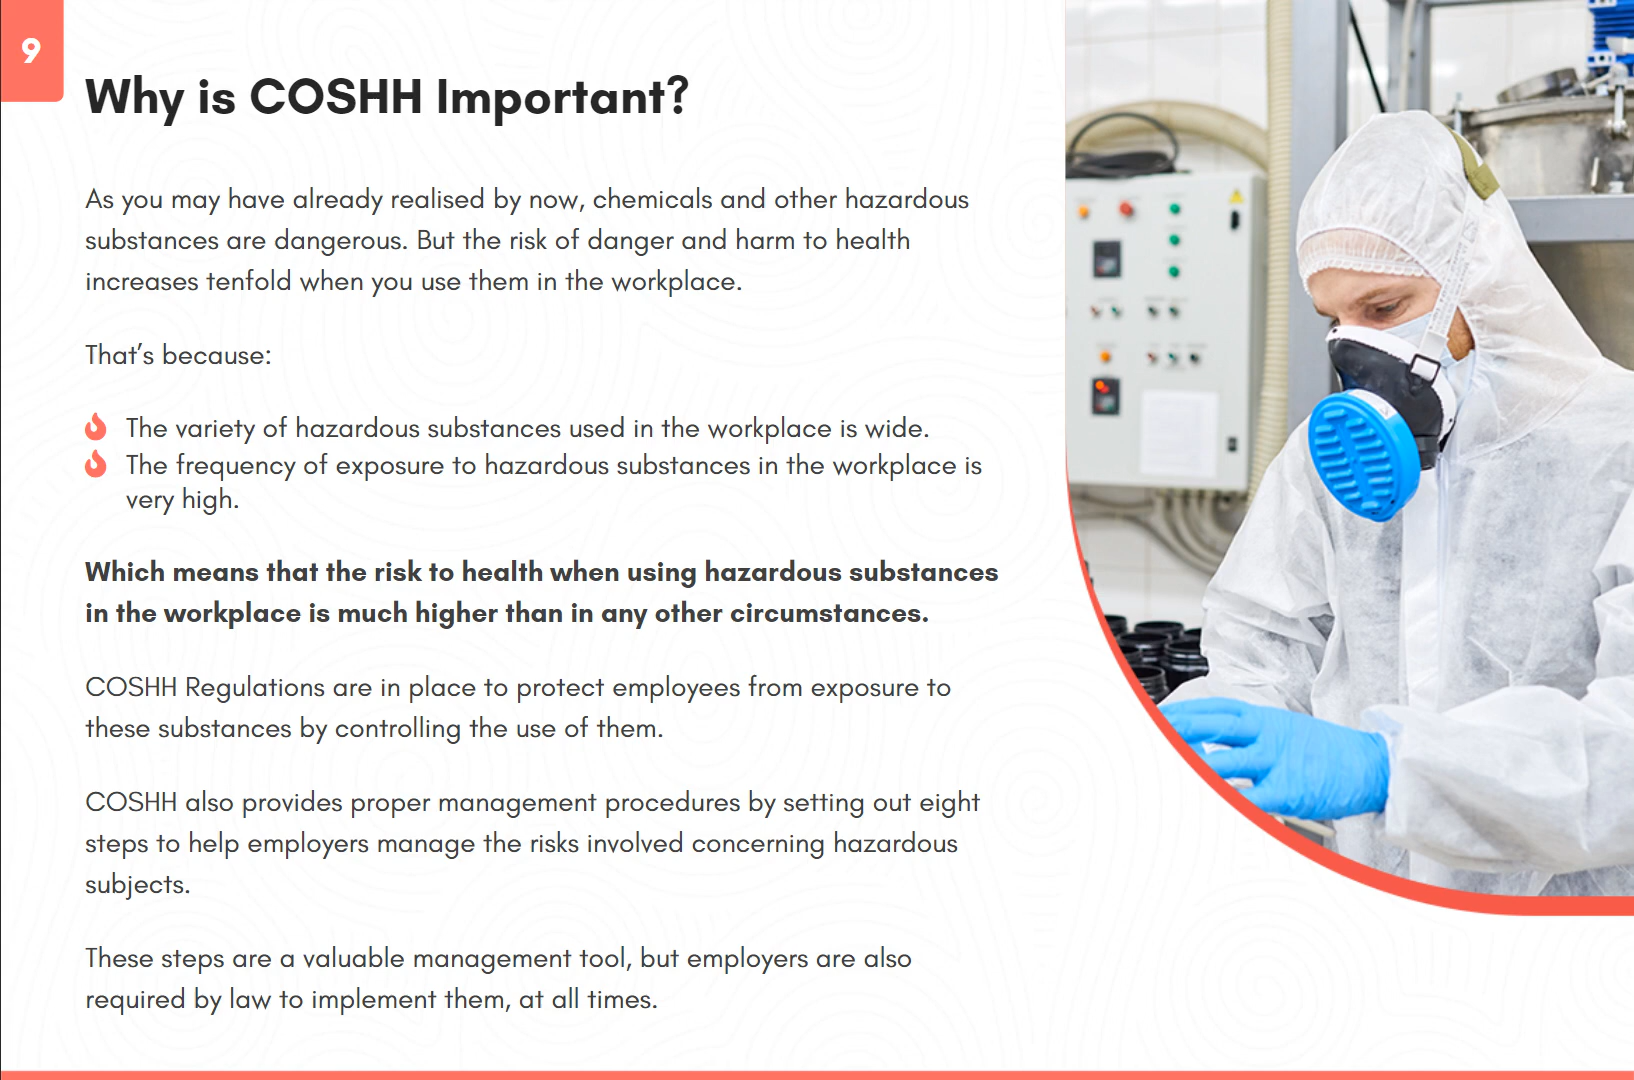 9
Why is COSHH Important?
As you may have already realised by now, chemicals and other hazardous
substances are dangerous. But the risk of danger and harm to health
increases tenfold when you use them in the workplace.
That’s because:
The variety of hazardous substances used in the workplace is wide.
The frequency of exposure to hazardous substances in the workplace is
very high.
Which means that the risk to health when using hazardous substances
in the workplace is much higher than in any other circumstances.
COSHH Regulations are in place to protect employees from exposure to
these substances by controlling the use of them.
COSHH also provides proper management procedures by setting out eight
steps to help employers manage the risks involved concerning hazardous
subjects.
These steps are a valuable management tool, but employers are also
required by law to implement them, at all times.